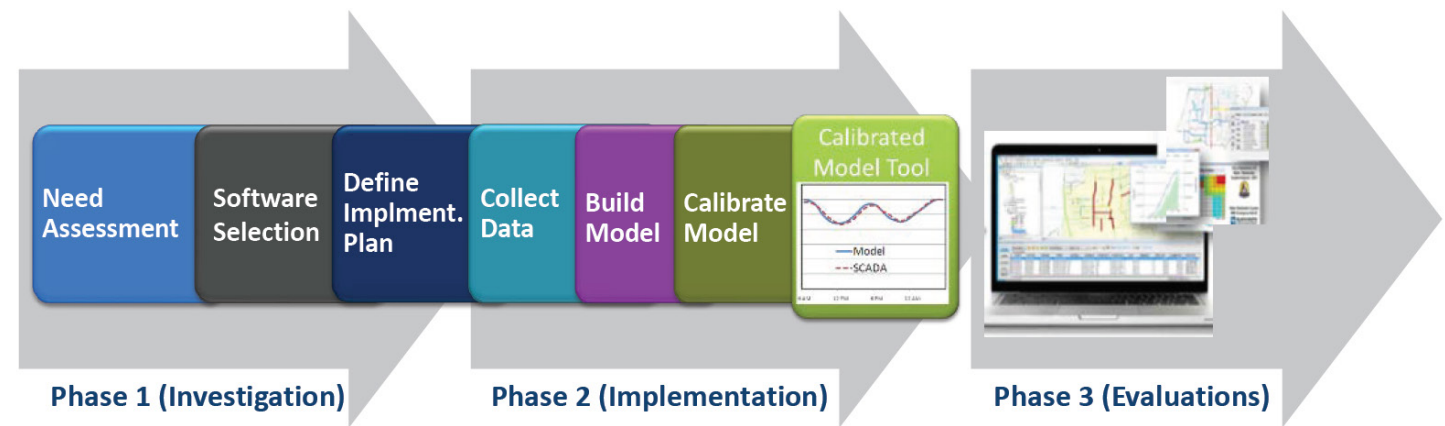 Need
Assessment
Software
Selection
Define
Implment.
Plan
Collect
Data
Build
Model
Calibrate
Model
Calibrated
Model Tool
Model
SCADA
Phase 1 (Investigation)
Phase 2 (Implementation)
Phase 3 (Evaluations)